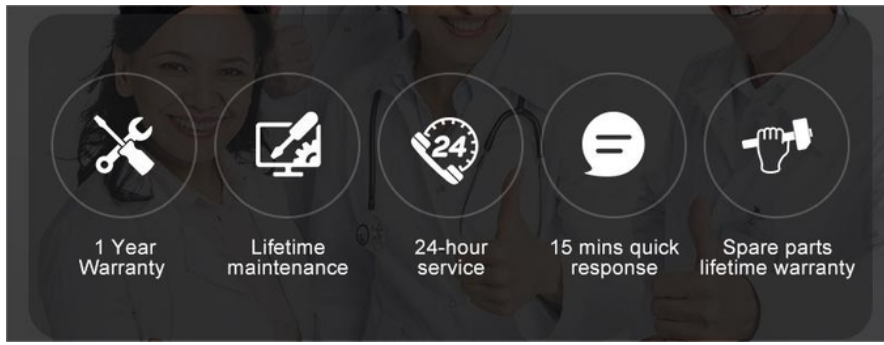 24
1 Year
Warranty
Lifetime
maintenance
24-hour
service
15 mins quick
response
Spare parts
lifetime warranty